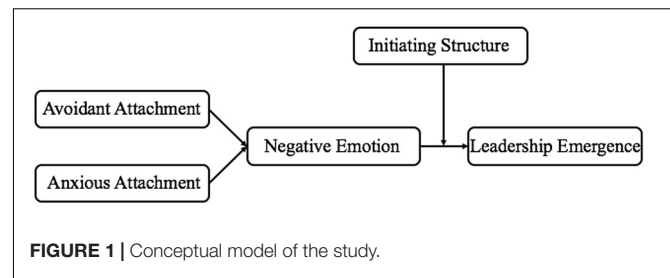 Initiating Structure
Avoidant Attachment
Negative Emotion
Leadership Emergence
Anxious Attachment
FIGURE 1 | Conceptual model of the study.